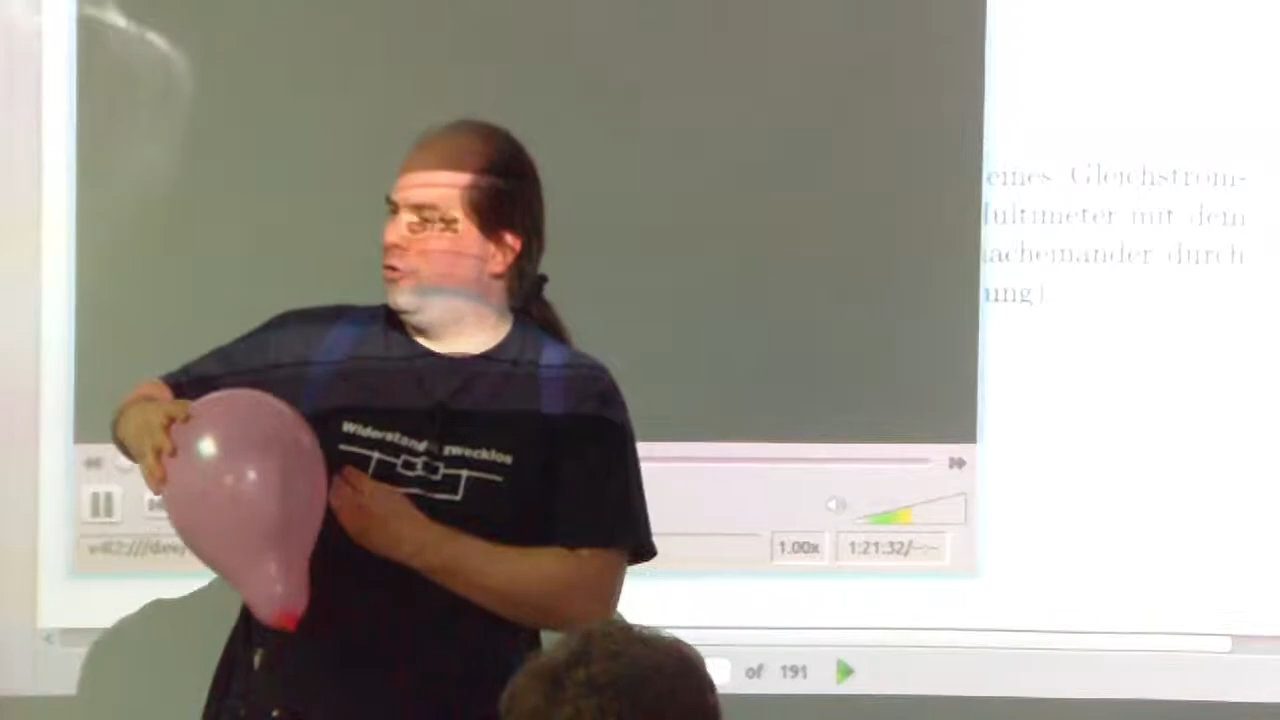 eines Gleichstrom-
Multimeter mit dem
nacheinander durch
ung}
Widerstand zwecklos
1.00x
1:21:32/--:--
of 191